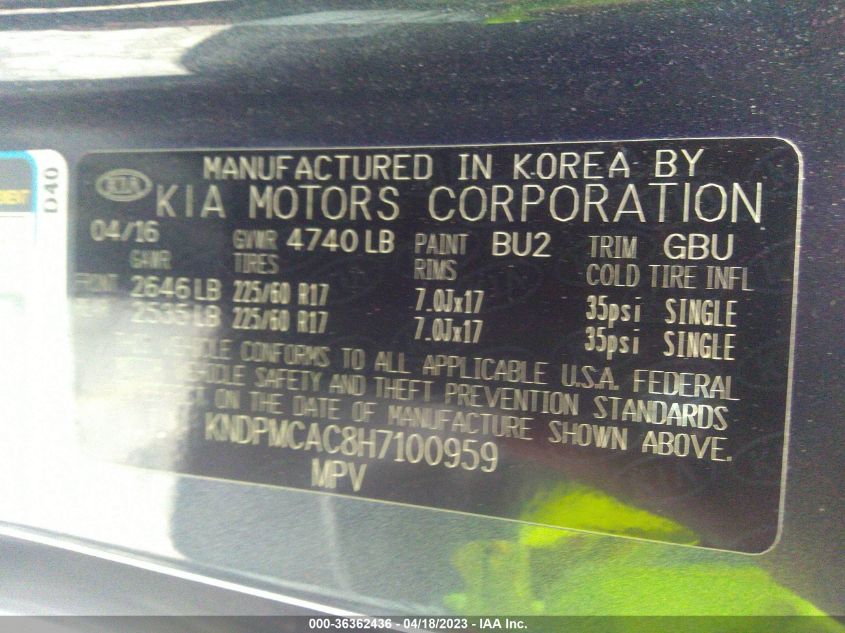 MANUFACTURED IN KOREA BY
KIA KIA MOTORS CORPORATION
04/16 GVWR 4740 LB PAINT BU2 TRIM GBU
GAWR TIRES RIMS COLD TIRE INFL
FRONT 2646 LB 225/60 R17 7.0Jx17 35psi SINGLE
2535 LB 225/60 R17 7.0Jx17 35psi SINGLE
THIS VEHICLE CONFORMS TO ALL APPLICABLE U.S.A. FEDERAL
VEHICLE SAFETY AND THEFT PREVENTION STANDARDS
ON THE DATE OF MANUFACTURE SHOWN ABOVE.
KNDPMCAC8H7100959
MPV
D40
000-36362436 - 04/18/2023 - IAA Inc.